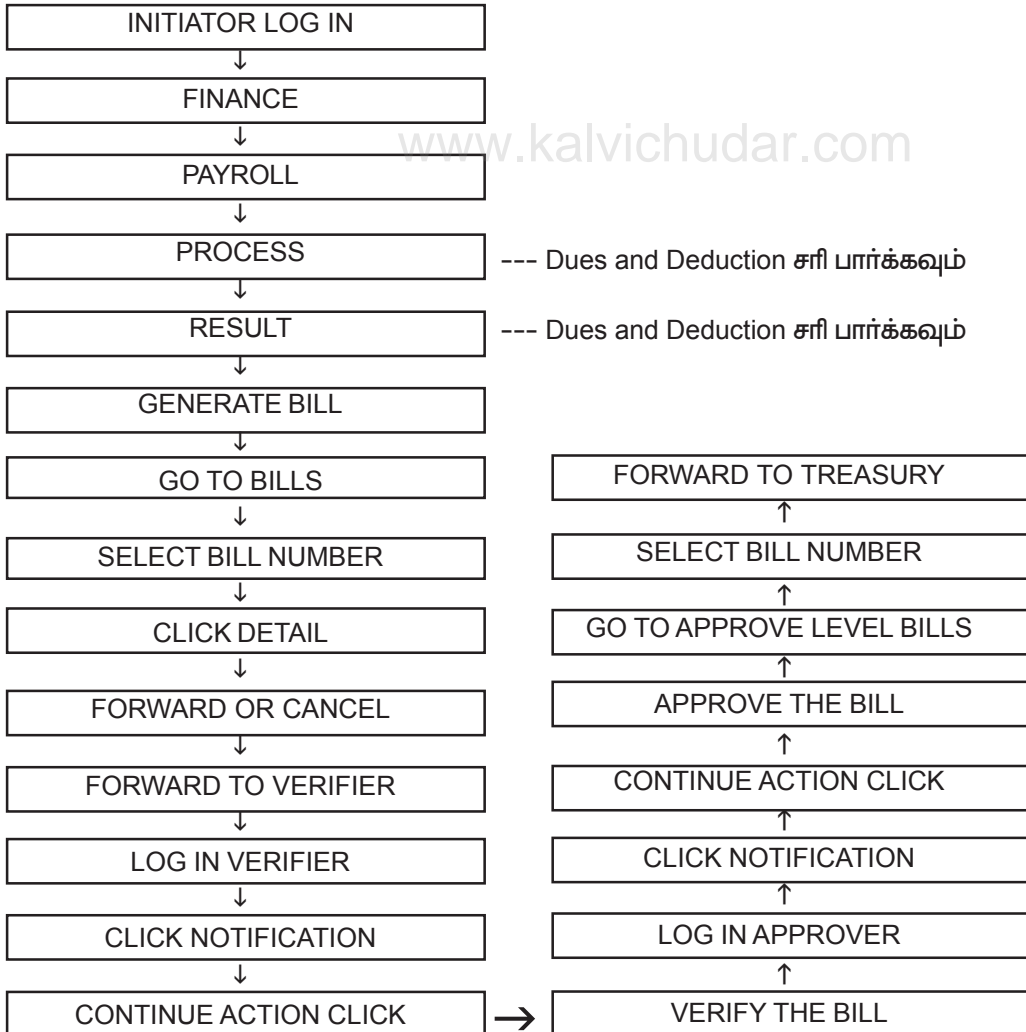 INITIATOR LOG IN
↓
FINANCE
↓
www.kalvichudar.com
PAYROLL
↓
PROCESS --- Dues and Deduction சரி பார்க்கவும்
↓
RESULT --- Dues and Deduction சரி பார்க்கவும்
↓
GENERATE BILL
↓
GO TO BILLS
↓
SELECT BILL NUMBER
↓
CLICK DETAIL
↓
FORWARD OR CANCEL
↓
FORWARD TO VERIFIER
↓
LOG IN VERIFIER
↓
CLICK NOTIFICATION
↓
CONTINUE ACTION CLICK
→
VERIFY THE BILL
↑
LOG IN APPROVER
↑
CLICK NOTIFICATION
↑
CONTINUE ACTION CLICK
↑
APPROVE THE BILL
↑
GO TO APPROVE LEVEL BILLS
↑
SELECT BILL NUMBER
↑
FORWARD TO TREASURY